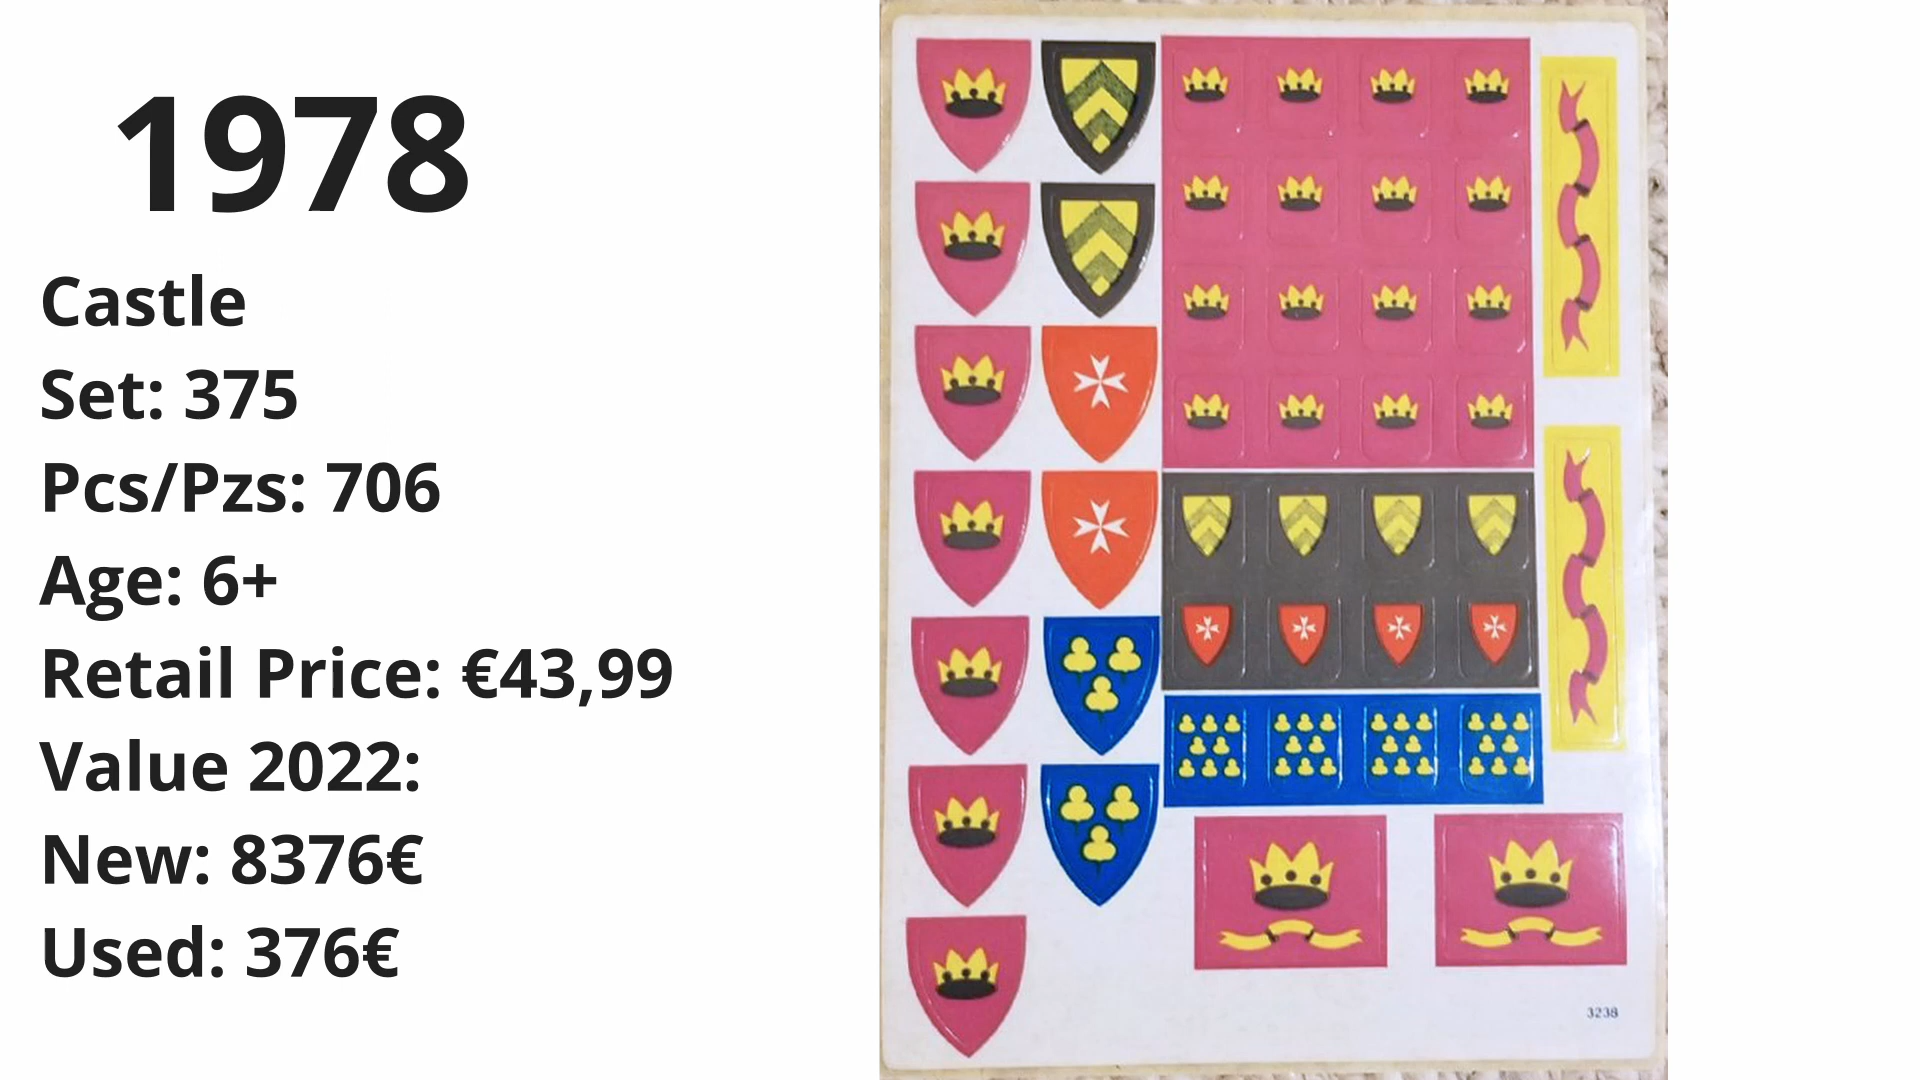 1978
Castle
Set: 375
Pcs/Pzs: 706
Age: 6+
Retail Price: €43,99
Value 2022:
New: 8376€
Used: 376€
3238